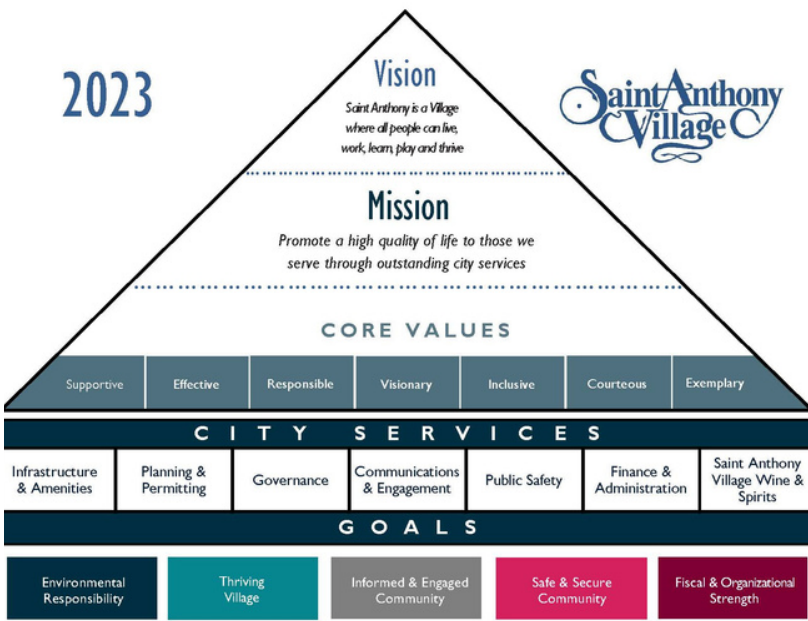 2023
Saint Anthony
Village
Vision
Saint Anthony is a Village
where all people can live,
work, learn, play and thrive
Mission
Promote a high quality of life to those we
serve through outstanding city services
CORE VALUES
Supportive
Effective
Responsible
Visionary
Inclusive
Courteous
Exemplary
CITY SERVICES
Infrastructure
& Amenities
Planning &
Permitting
Governance
Communications
& Engagement
Public Safety
Finance &
Administration
Saint Anthony
Village Wine &
Spirits
GOALS
Environmental
Responsibility
Thriving
Village
Informed & Engaged
Community
Safe & Secure
Community
Fiscal & Organizational
Strength